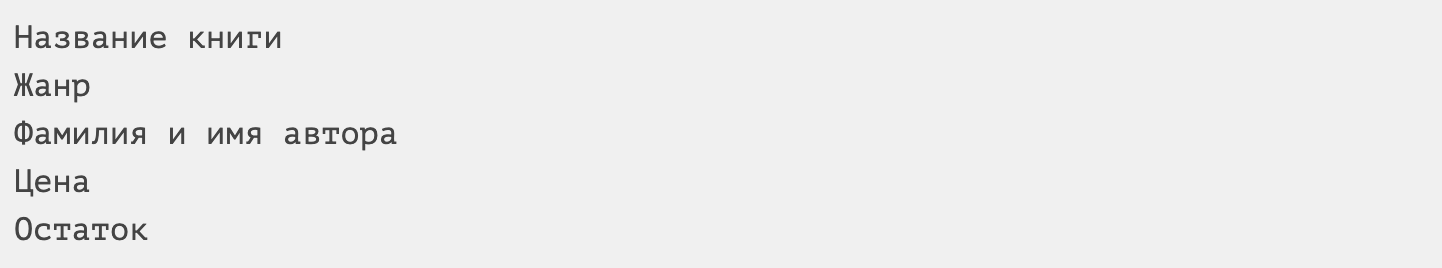 Название книги
Жанр
Фамилия и имя автора
Цена
Остаток